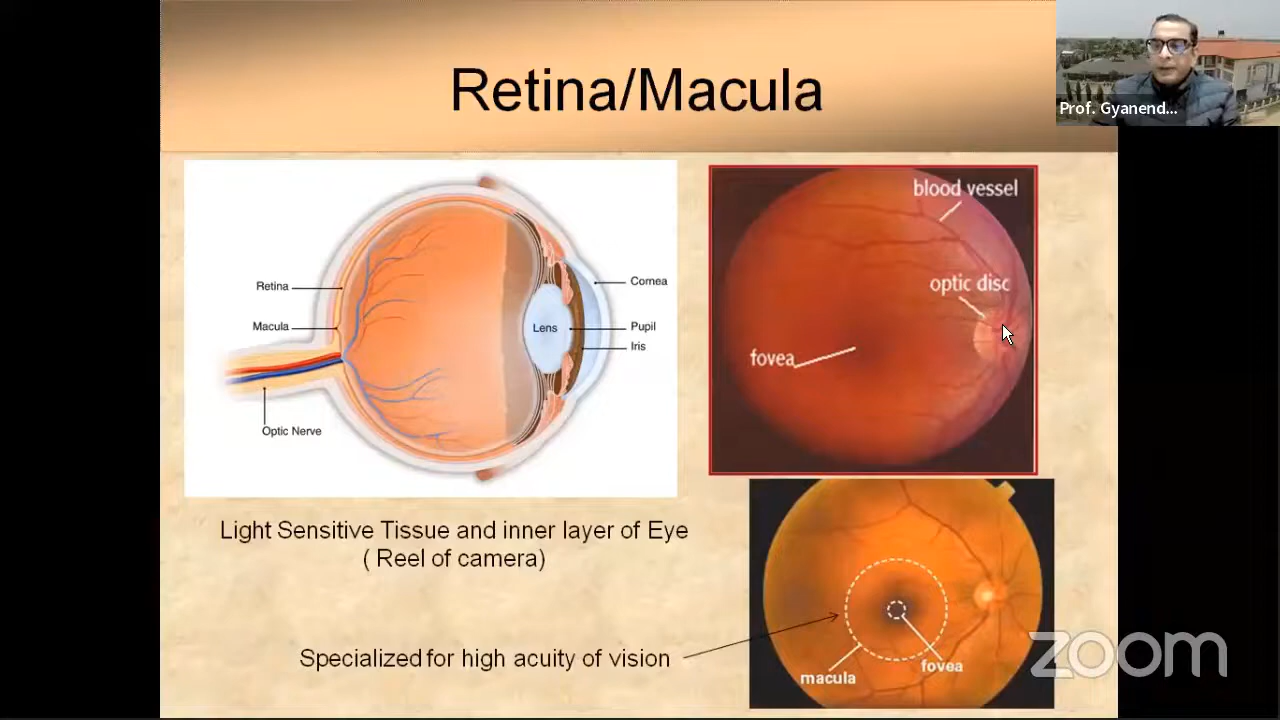 Retina/Macula
Prof. Gyanend...
Retina
Macula
Optic Nerve
Lens
Cornea
Pupil
Iris
blood vessel
optic disc
fovea
Light Sensitive Tissue and inner layer of Eye
( Reel of camera)
Specialized for high acuity of vision
macula
fovea
zoom